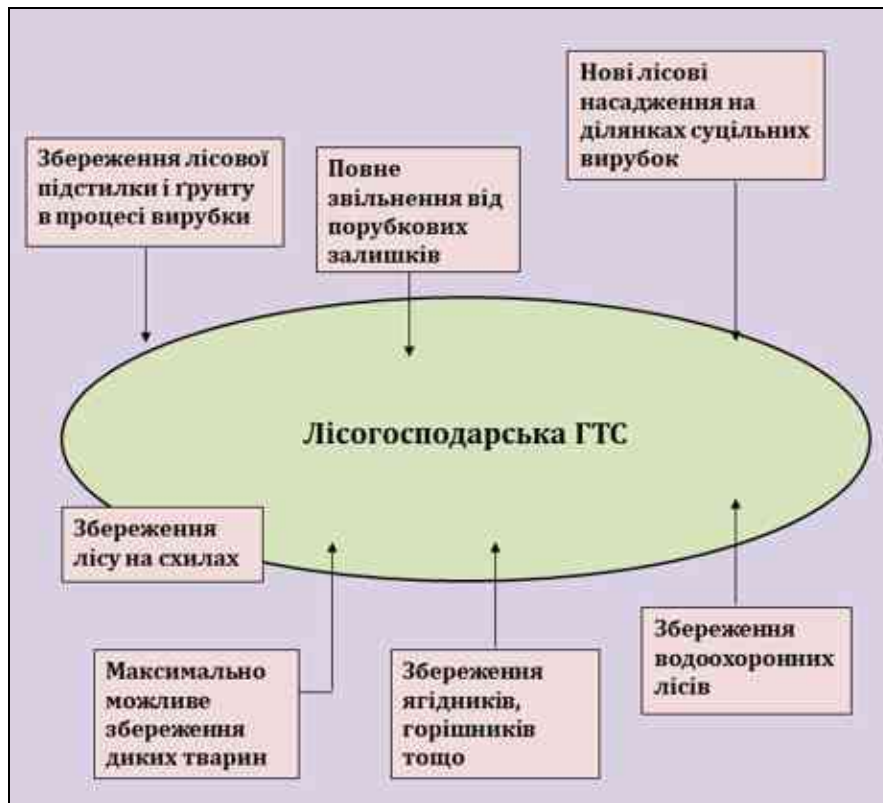 Нові лісові
насадження на
ділянках суцільних
вирубок
Збереження лісової
підстилки і ґрунту
в процесі вирубки
Повне
звільнення від
порубкових
залишків
Лісогосподарська ГТС
Збереження
лісу на схилах
Збереження
водоохоронних
лісів
Максимально
можливе
збереження
диких тварин
Збереження
ягідників,
горішників
тощо